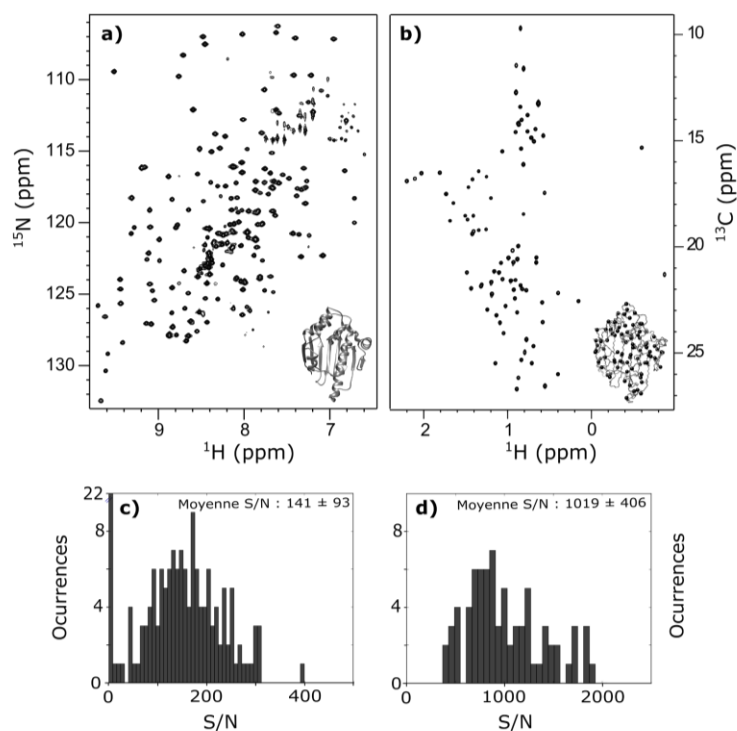 a)
110
115
120
125
130
15N (ppm)
9 8 7
1H (ppm)
b)
10
15
20
25
13C (ppm)
2 1 0
1H (ppm)
c)
Moyenne S/N : 141 ± 93
22
8
4
0
Ocurrences
0 200 400
S/N
d)
Moyenne S/N : 1019 ± 406
8
4
0
Ocurrences
0 1000 2000
S/N